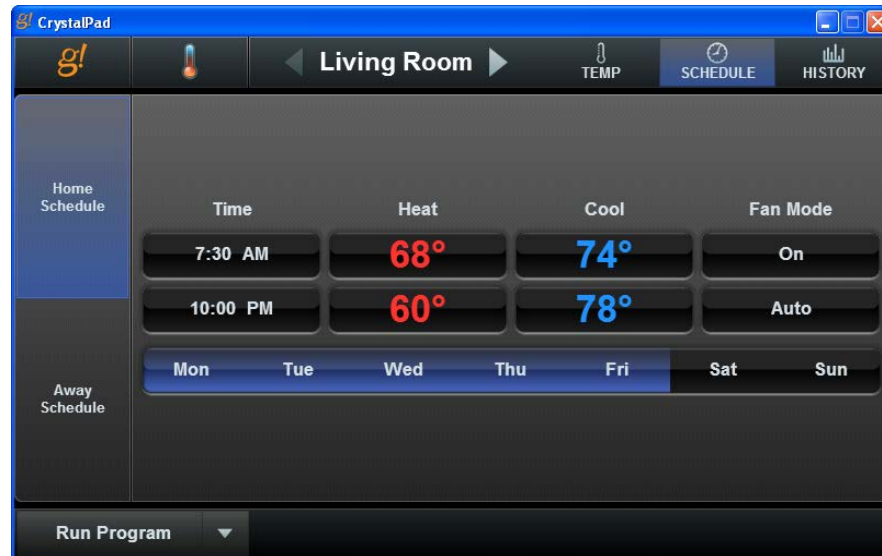 g! CrystalPad
g! Living Room TEMP SCHEDULE HISTORY
Home
Schedule
Time Heat Cool Fan Mode
7:30 AM 68° 74° On
10:00 PM 60° 78° Auto
Mon Tue Wed Thu Fri Sat Sun
Away
Schedule
Run Program